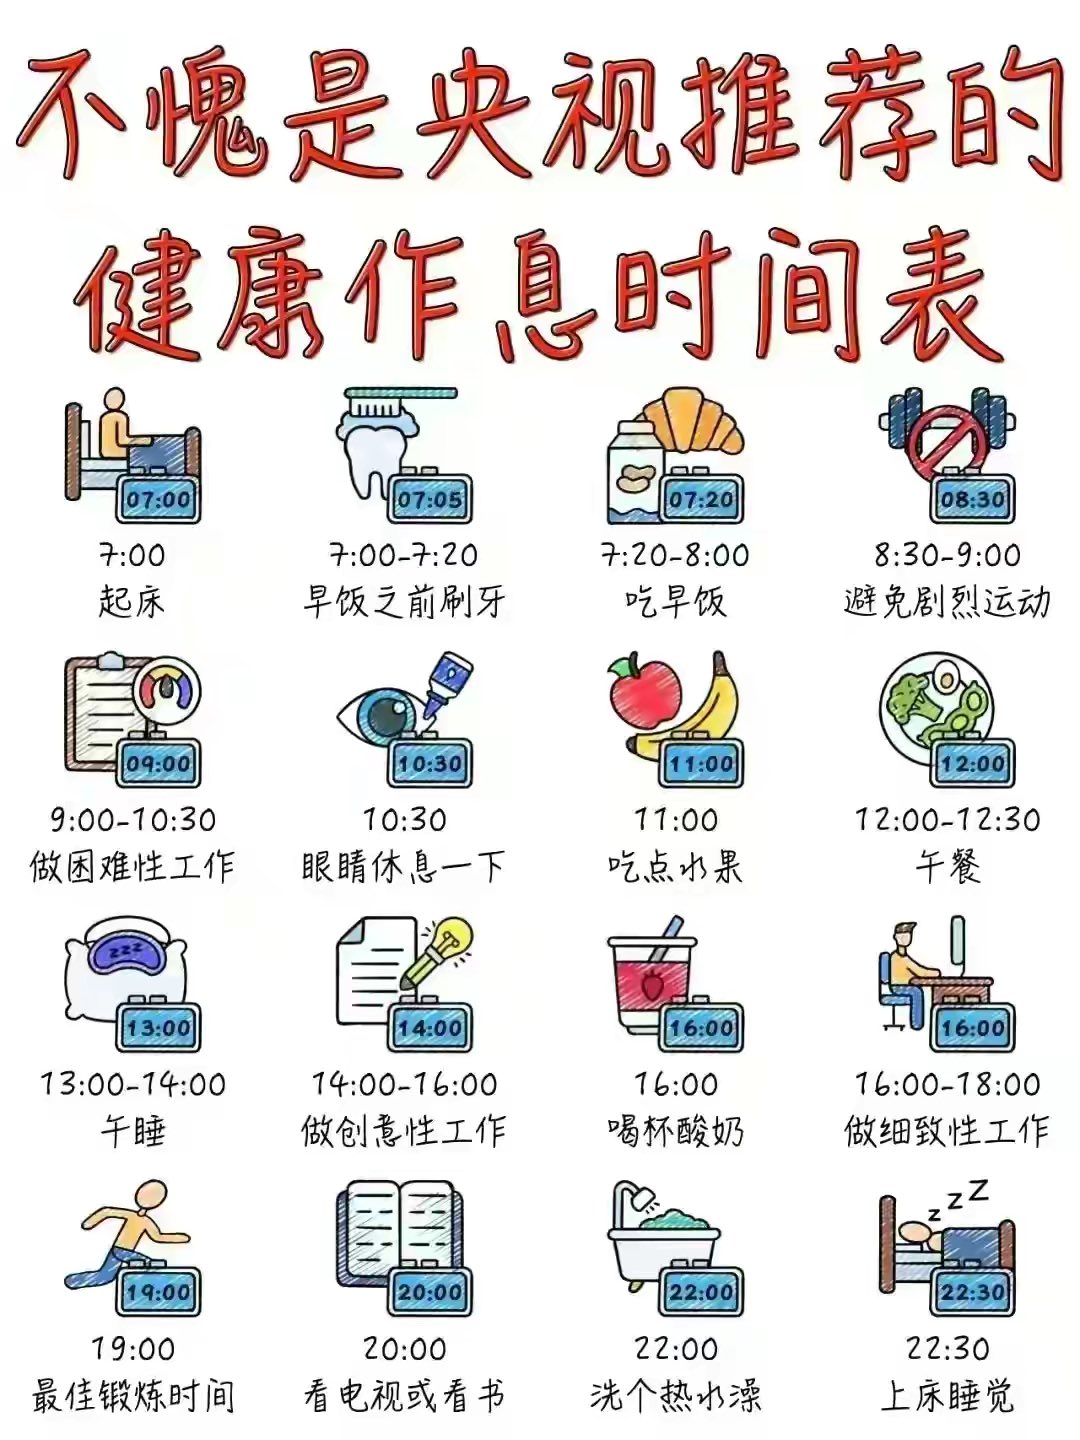 不愧是央视推荐的
健康作息时间表
07:00
07:05
07:20
08:30
7:00
7:00-7:20
7:20-8:00
8:30-9:00
起床
早饭之前刷牙
吃早饭
避免剧烈运动
09:00
10:30
11:00
12:00
9:00-10:30
10:30
11:00
12:00-12:30
做困难性工作
眼睛休息一下
吃点水果
午餐
zzz
13:00
14:00
16:00
16:00
13:00-14:00
14:00-16:00
16:00
16:00-18:00
午睡
做创意性工作
喝杯酸奶
做细致性工作
zzZ
19:00
20:00
22:00
22:30
19:00
20:00
22:00
22:30
最佳锻炼时间
看电视或看书
洗个热水澡
上床睡觉